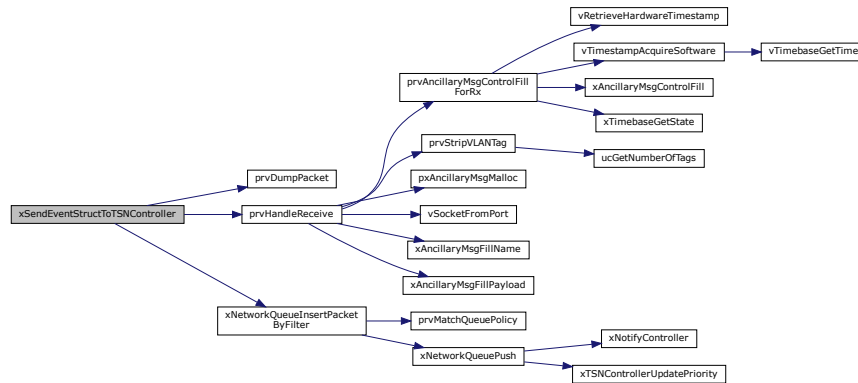 vRetrieveHardwareTimestamp
vTimestampAcquireSoftware
vTimebaseGetTime
prvAncillaryMsgControlFill
ForRx
xAncillaryMsgControlFill
xTimebaseGetState
prvStripVLANTag
ucGetNumberOfTags
prvDumpPacket
pxAncillaryMsgMalloc
xSendEventStructToTSNController
prvHandleReceive
vSocketFromPort
xAncillaryMsgFillName
xAncillaryMsgFillPayload
xNetworkQueueInsertPacket
ByFilter
prvMatchQueuePolicy
xNetworkQueuePush
xNotifyController
xTSNControllerUpdatePriority